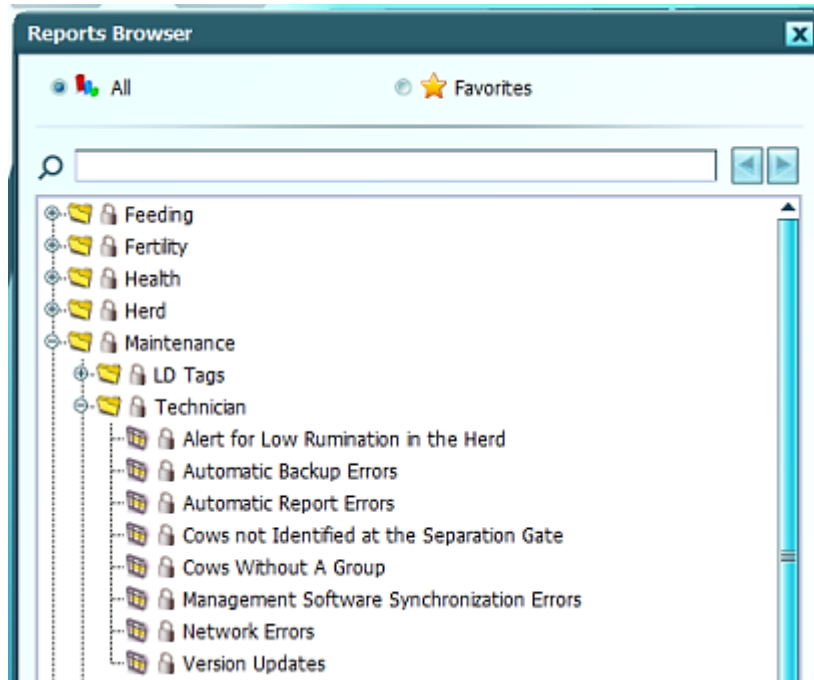 Reports Browser
All
Favorites
Feeding
Fertility
Health
Herd
Maintenance
LD Tags
Technician
Alert for Low Rumination in the Herd
Automatic Backup Errors
Automatic Report Errors
Cows not Identified at the Separation Gate
Cows Without A Group
Management Software Synchronization Errors
Network Errors
Version Updates